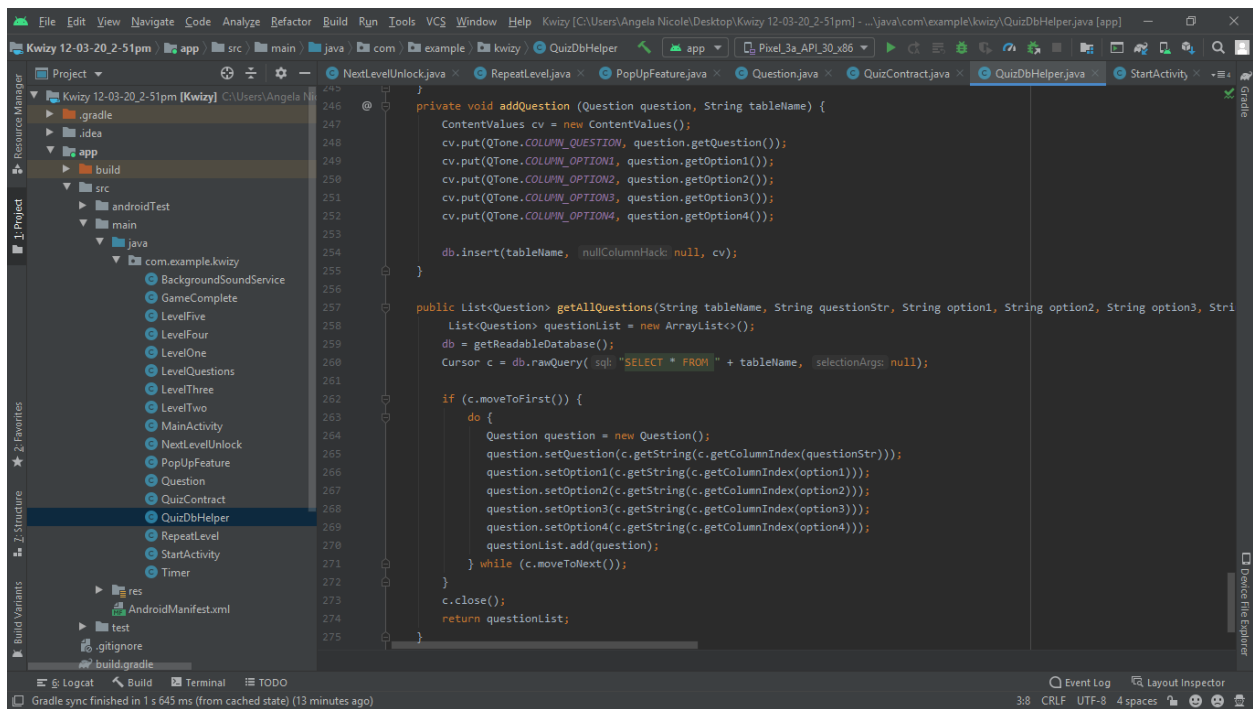 File Edit View Navigate Code Analyze Refactor Build Run Tools VCS Window Help Kwizy [C:\Users\Angela Nicole\Desktop\Kwizy 12-03-20_2-51pm] - ...\java\com\example\kwizy\QuizDbHelper.java [app]
Kwizy 12-03-20_2-51pm app src main java com example kwizy QuizDbHelper app Pixel_3a_API_30_x86
Project NextLevelUnlock.java RepeatLevel.java PopUpFeature.java Question.java QuizContract.java QuizDbHelper.java StartActivity
Resource Manager
1: Project
2: Favorites
7: Structure
Build Variants
Kwizy 12-03-20_2-51pm [Kwizy] C:\Users\Angela Ni
.gradle
.idea
app
build
src
androidTest
main
java
com.example.kwizy
BackgroundSoundService
GameComplete
LevelFive
LevelFour
LevelOne
LevelQuestions
LevelThree
LevelTwo
MainActivity
NextLevelUnlock
PopUpFeature
Question
QuizContract
QuizDbHelper
RepeatLevel
StartActivity
Timer
res
AndroidManifest.xml
test
.gitignore
build.gradle
245 }
246 @ private void addQuestion (Question question, String tableName) {
247 ContentValues cv = new ContentValues();
248 cv.put(QTone.COLUMN_QUESTION, question.getQuestion());
249 cv.put(QTone.COLUMN_OPTION1, question.getOption1());
250 cv.put(QTone.COLUMN_OPTION2, question.getOption2());
251 cv.put(QTone.COLUMN_OPTION3, question.getOption3());
252 cv.put(QTone.COLUMN_OPTION4, question.getOption4());
253
254 db.insert(tableName, nullColumnHack: null, cv);
255 }
256
257 public List<Question> getAllQuestions(String tableName, String questionStr, String option1, String option2, String option3, Stri
258 List<Question> questionList = new ArrayList<>();
259 db = getReadableDatabase();
260 Cursor c = db.rawQuery( sql: "SELECT * FROM " + tableName, selectionArgs: null);
261
262 if (c.moveToFirst()) {
263 do {
264 Question question = new Question();
265 question.setQuestion(c.getString(c.getColumnIndex(questionStr)));
266 question.setOption1(c.getString(c.getColumnIndex(option1)));
267 question.setOption2(c.getString(c.getColumnIndex(option2)));
268 question.setOption3(c.getString(c.getColumnIndex(option3)));
269 question.setOption4(c.getString(c.getColumnIndex(option4)));
270 questionList.add(question);
271 } while (c.moveToNext());
272 }
273 c.close();
274 return questionList;
275 }
Gradle
Device File Explorer
6: Logcat Build Terminal TODO Event Log Layout Inspector
Gradle sync finished in 1 s 645 ms (from cached state) (13 minutes ago) 3:8 CRLF UTF-8 4 spaces